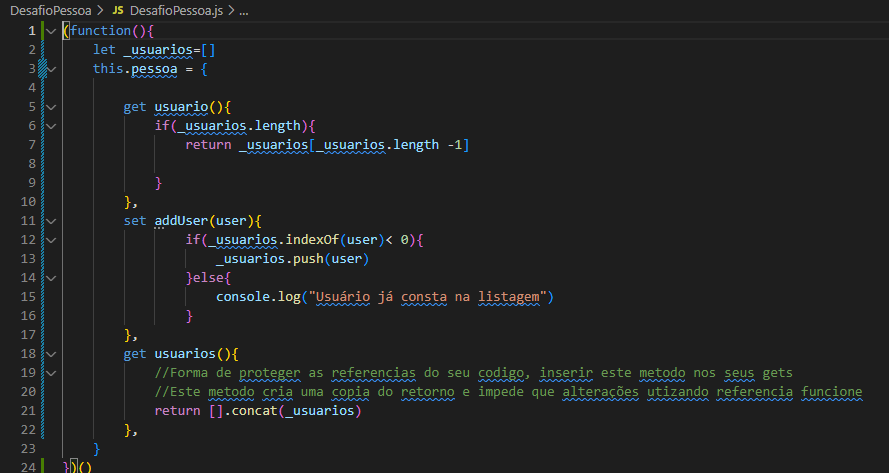 DesafioPessoa > JS DesafioPessoa.js > ...
1 (function(){
2 let _usuarios=[]
3 this.pessoa = {
4
5 get usuario(){
6 if(_usuarios.length){
7 return _usuarios[_usuarios.length -1]
8
9 }
10 },
11 set addUser(user){
12 if(_usuarios.indexOf(user)< 0){
13 _usuarios.push(user)
14 }else{
15 console.log("Usuário já consta na listagem")
16 }
17 },
18 get usuarios(){
19 //Forma de proteger as referencias do seu codigo, inserir este metodo nos seus gets
20 //Este metodo cria uma copia do retorno e impede que alterações utizando referencia funcione
21 return [].concat(_usuarios)
22 },
23 }
24 })()